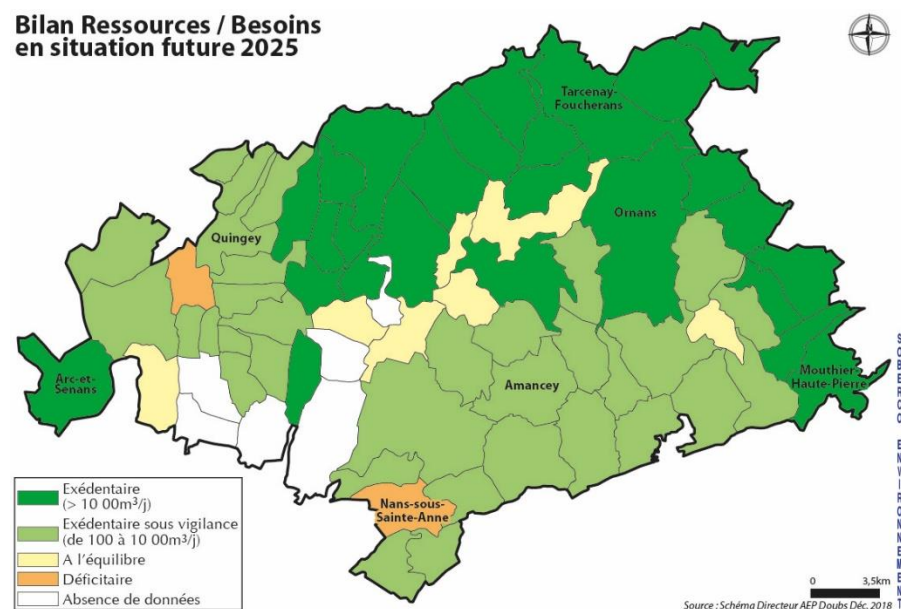 Bilan Ressources / Besoins
en situation future 2025
N
Tarcenay-
Foucherans
Ornans
Quingey
Arc-et-
Senans
Mouthier-
Haute-Pierre
Amancey
Nans-sous-
Sainte-Anne
Exédentaire
(> 10 00m³/j)
Exédentaire sous vigilance
(de 100 à 10 00m³/j)
A l'équilibre
Déficitaire
Absence de données
0 3,5km
Source : Schéma Directeur AEP Doubs Déc. 2018
SOBERCO ENVIRONNEMENT